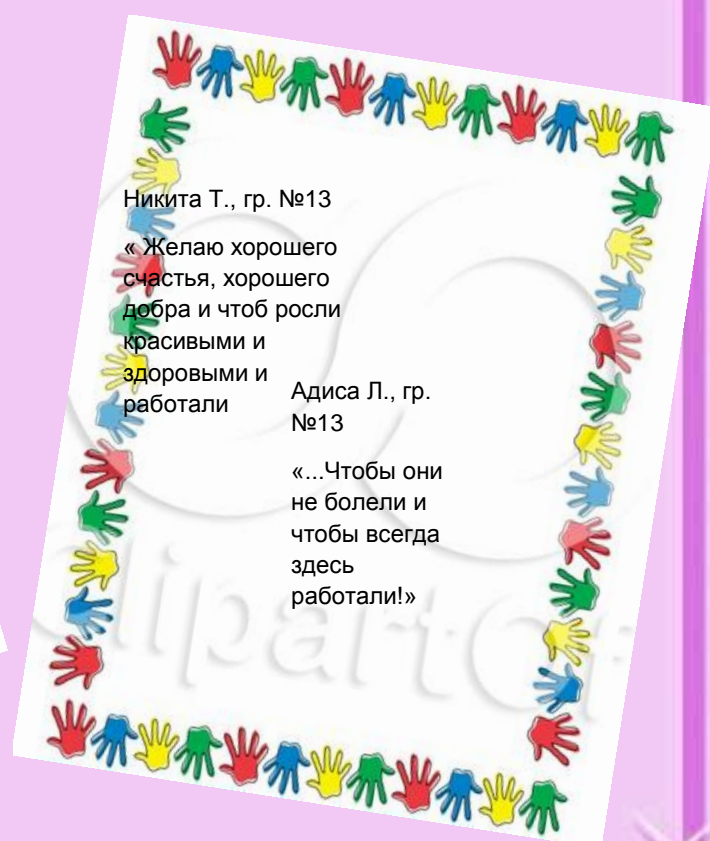 Никита Т., гр. №13
« Желаю хорошего
счастья, хорошего
добра и чтоб росли
красивыми и
здоровыми и
работали
Адиса Л., гр.
№13
«...Чтобы они
не болели и
чтобы всегда
здесь
работали!»
clipartOf